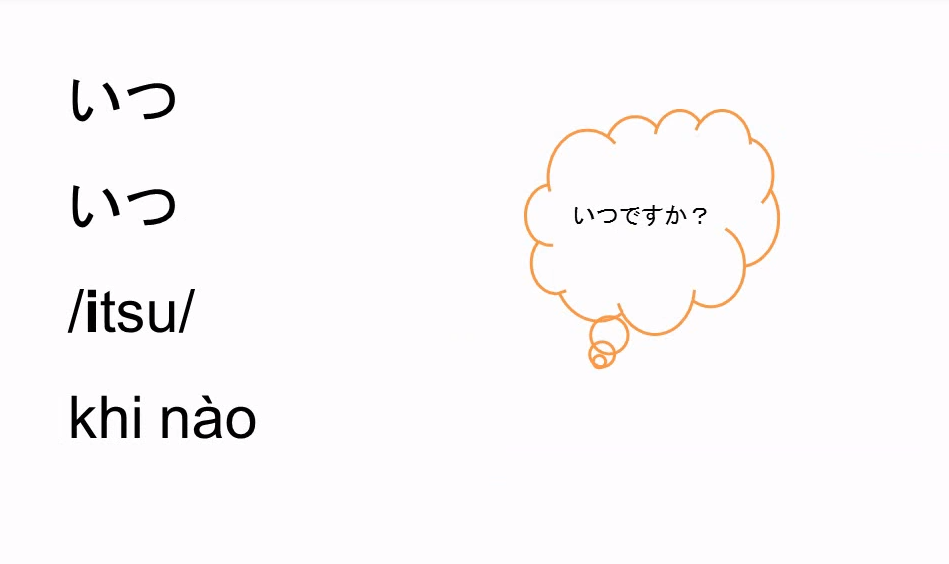 いつ
いつ
/itsu/
khi nào
いつですか？